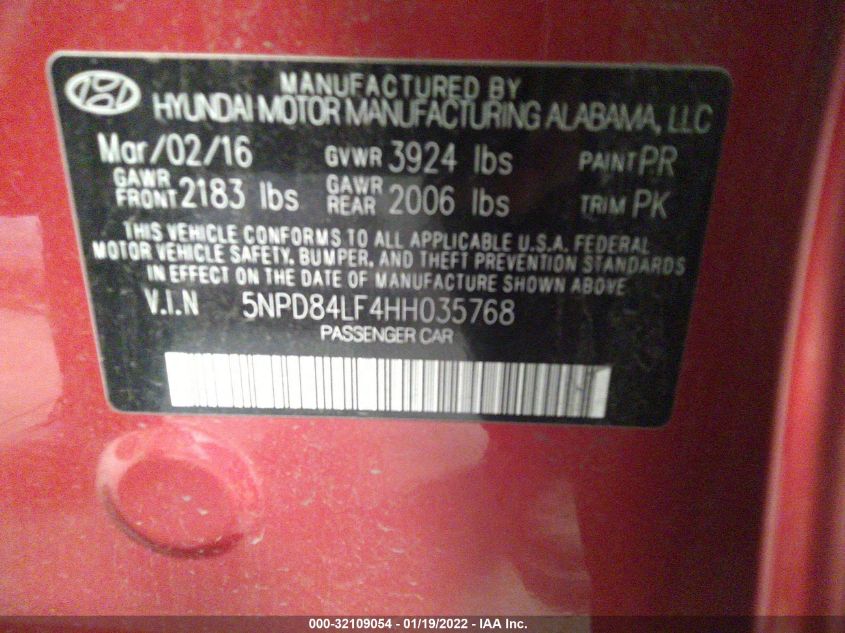 MANUFACTURED BY
HYUNDAI MOTOR MANUFACTURING ALABAMA, LLC
Mar/02/16 GVWR 3924 lbs PAINT PR
GAWR FRONT 2183 lbs GAWR REAR 2006 lbs TRIM PK
THIS VEHICLE CONFORMS TO ALL APPLICABLE U.S.A. FEDERAL
MOTOR VEHICLE SAFETY, BUMPER, AND THEFT PREVENTION STANDARDS
IN EFFECT ON THE DATE OF MANUFACTURE SHOWN ABOVE
V.I.N 5NPD84LF4HH035768
PASSENGER CAR
000-32109054 - 01/19/2022 - IAA Inc.